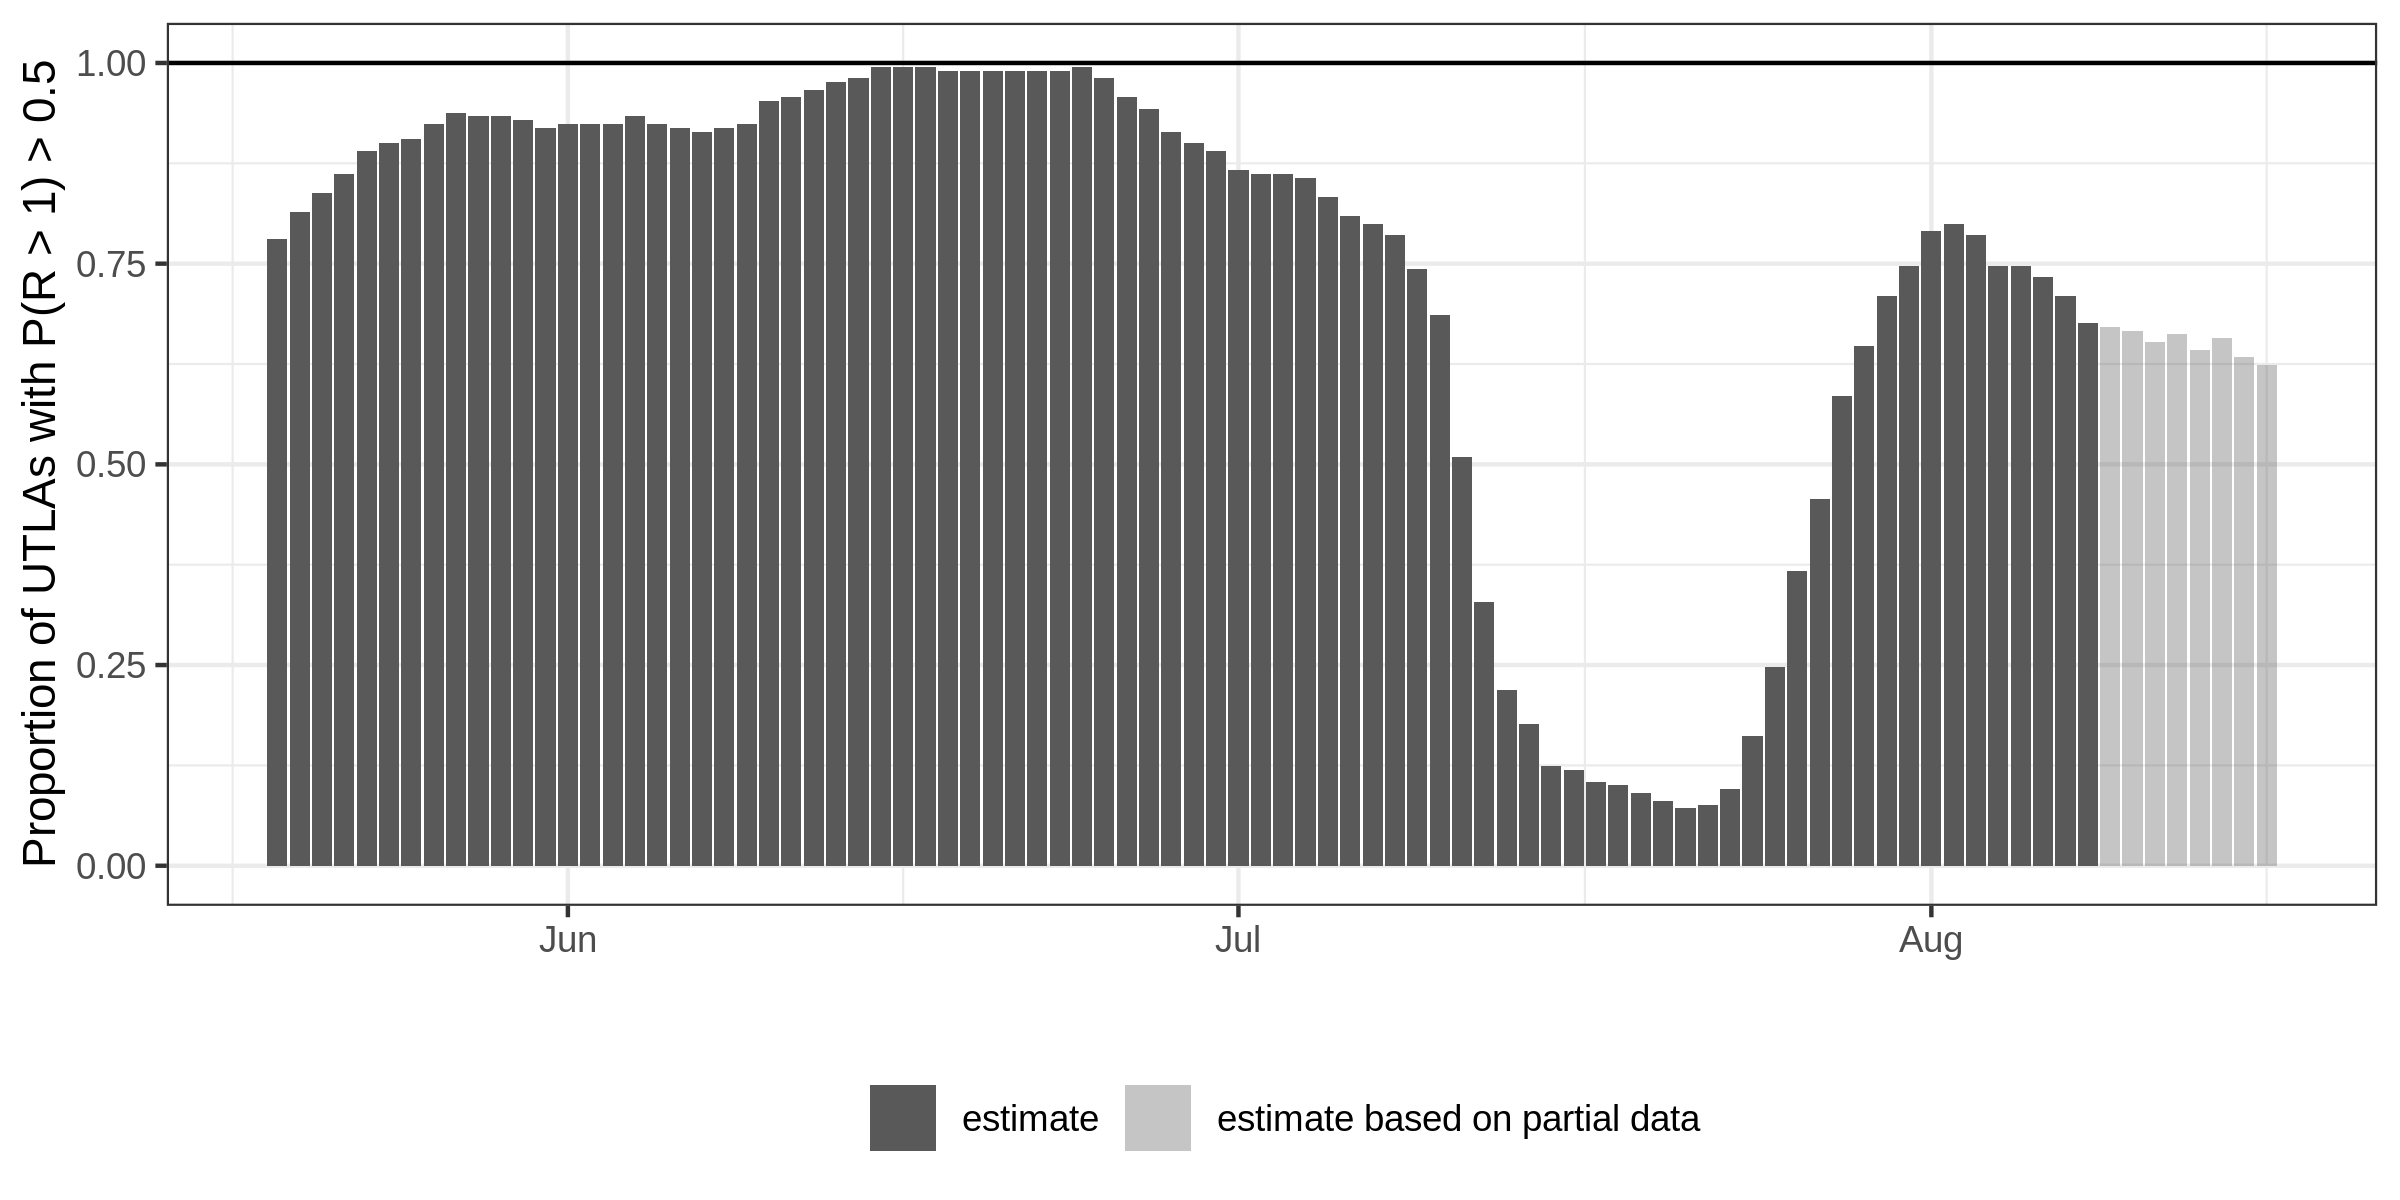 Proportion of UTLAs with P(R > 1) > 0.5
1.00
0.75
0.50
0.25
0.00
Jun Jul Aug
estimate estimate based on partial data